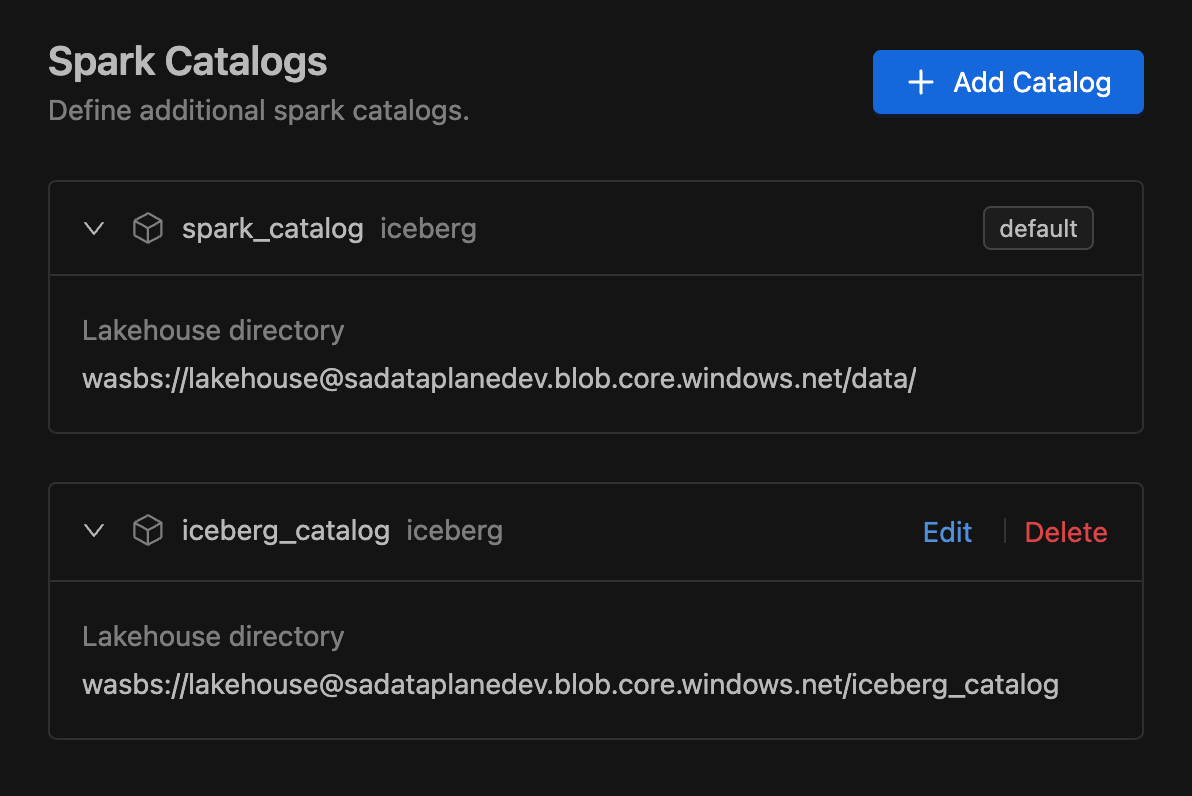 Spark Catalogs
Define additional spark catalogs.
+ Add Catalog
spark_catalog iceberg default
Lakehouse directory
wasbs://lakehouse@sadataplanedev.blob.core.windows.net/data/
iceberg_catalog iceberg Edit Delete
Lakehouse directory
wasbs://lakehouse@sadataplanedev.blob.core.windows.net/iceberg_catalog